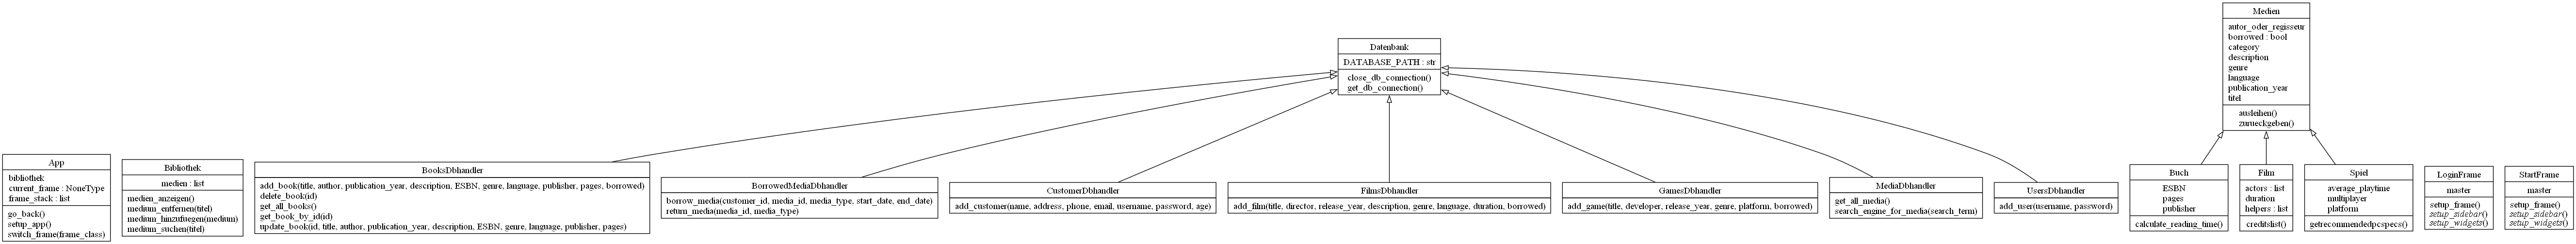 Medien
autor_oder_regisseur
borrowed : bool
category
description
genre
language
publication_year
titel
ausleihen()
zurueckgeben()
Datenbank
DATABASE_PATH : str
close_db_connection()
get_db_connection()
App
bibliothek
current_frame : NoneType
frame_stack : list
go_back()
setup_app()
switch_frame(frame_class)
Bibliothek
medien : list
medien_anzeigen()
medium_entfernen(titel)
medium_hinzufuegen(medium)
medium_suchen(titel)
BooksDbhandler
add_book(title, author, publication_year, description, ESBN, genre, language, publisher, pages, borrowed)
delete_book(id)
get_all_books()
get_book_by_id(id)
update_book(id, title, author, publication_year, description, ESBN, genre, language, publisher, pages)
BorrowedMediaDbhandler
borrow_media(customer_id, media_id, media_type, start_date, end_date)
return_media(media_id, media_type)
CustomerDbhandler
add_customer(name, address, phone, email, username, password, age)
FilmsDbhandler
add_film(title, director, release_year, description, genre, language, duration, borrowed)
GamesDbhandler
add_game(title, developer, release_year, genre, platform, borrowed)
MediaDbhandler
get_all_media()
search_engine_for_media(search_term)
UsersDbhandler
add_user(username, password)
Buch
ESBN
pages
publisher
calculate_reading_time()
Film
actors : list
duration
helpers : list
creditslist()
Spiel
average_playtime
multiplayer
platform
getrecommendedpcspecs()
LoginFrame
master
setup_frame()
setup_sidebar()
setup_widgets()
StartFrame
master
setup_frame()
setup_sidebar()
setup_widgets()